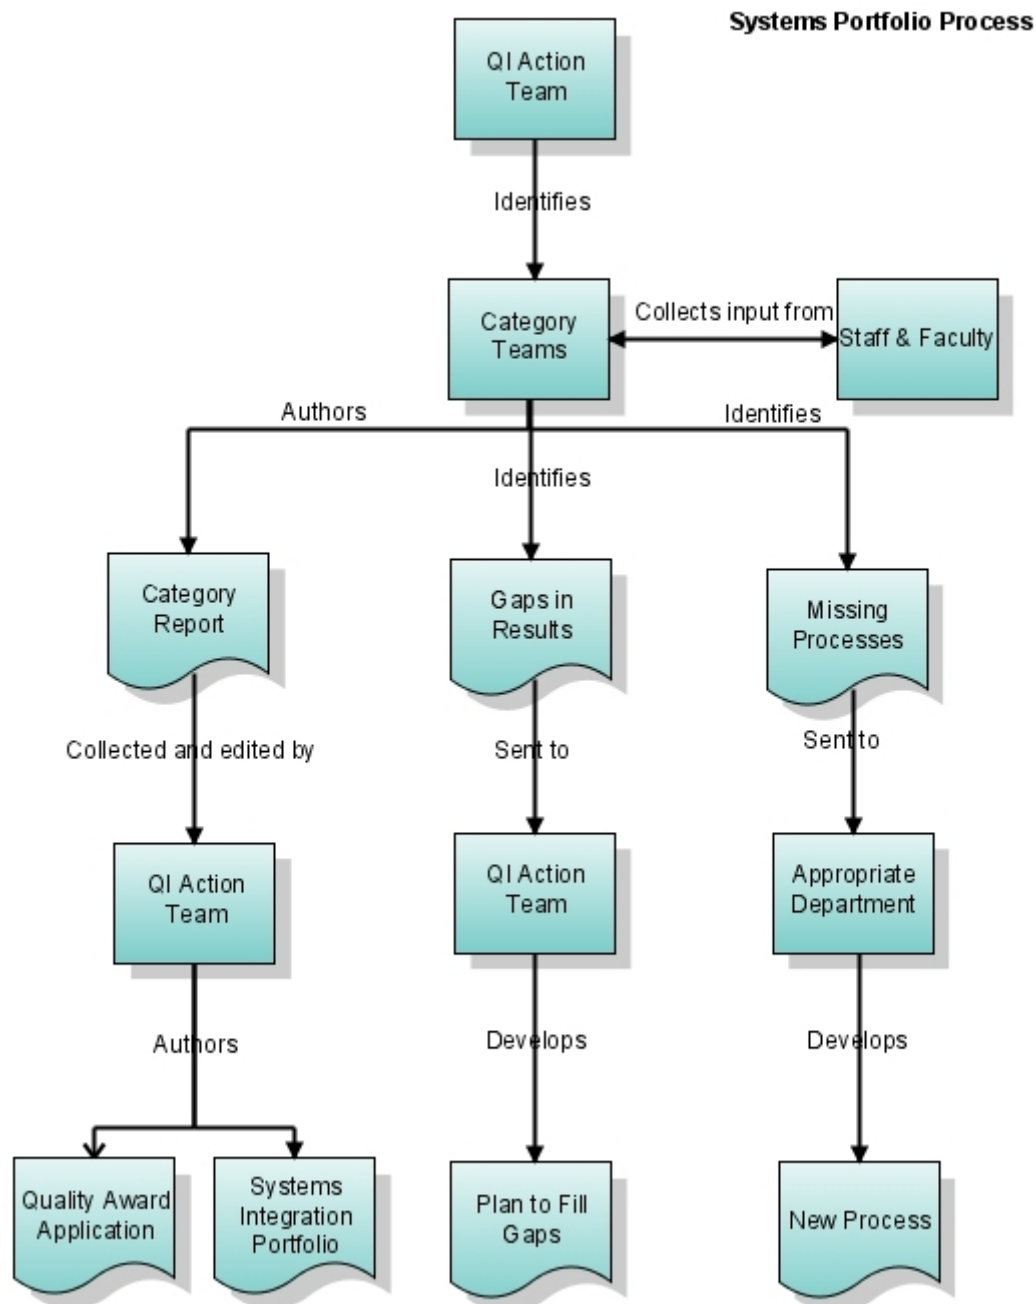 Systems Portfolio Process
QI Action
Team
Identifies
Category
Teams
Collects input from
Staff & Faculty
Authors
Identifies
Identifies
Category
Report
Gaps in
Results
Missing
Processes
Collected and edited by
Sent to
Sent to
QI Action
Team
QI Action
Team
Appropriate
Department
Authors
Develops
Develops
Quality Award
Application
Systems
Integration
Portfolio
Plan to Fill
Gaps
New Process